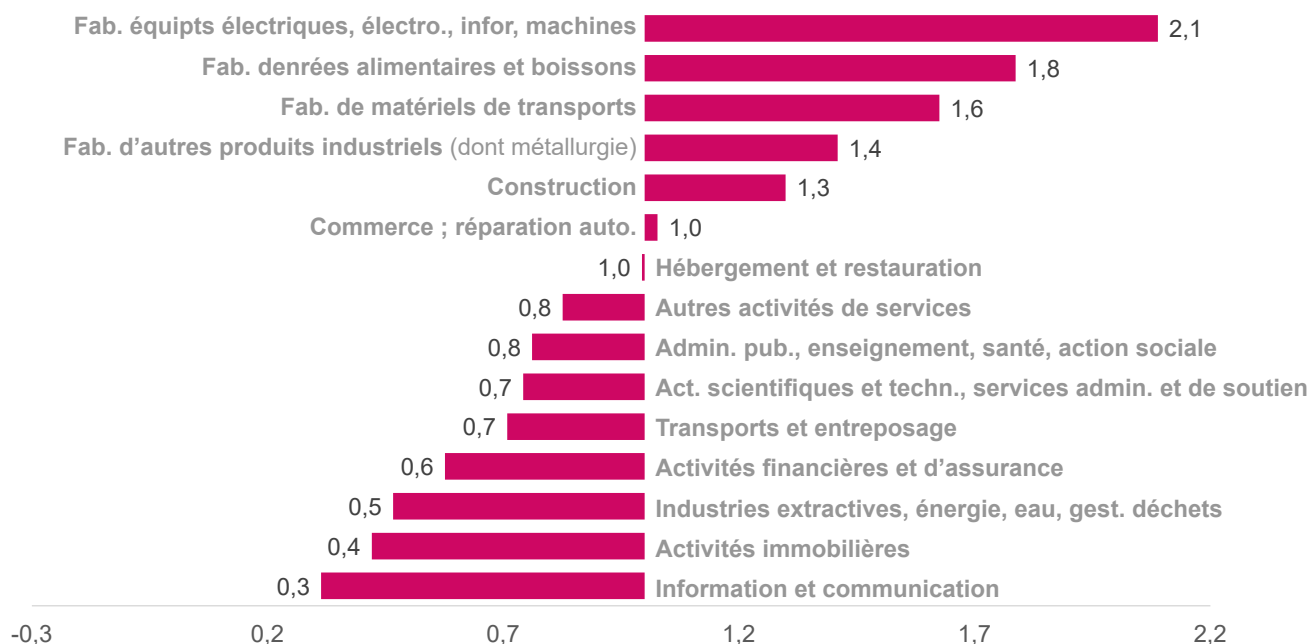 Fab. équipts électriques, électro., infor, machines 2,1
Fab. denrées alimentaires et boissons 1,8
Fab. de matériels de transports 1,6
Fab. d’autres produits industriels (dont métallurgie) 1,4
Construction 1,3
Commerce ; réparation auto. 1,0
1,0 Hébergement et restauration
0,8 Autres activités de services
0,8 Admin. pub., enseignement, santé, action sociale
0,7 Act. scientifiques et techn., services admin. et de soutien
0,7 Transports et entreposage
0,6 Activités financières et d’assurance
0,5 Industries extractives, énergie, eau, gest. déchets
0,4 Activités immobilières
0,3 Information et communication
-0,3 0,2 0,7 1,2 1,7 2,2